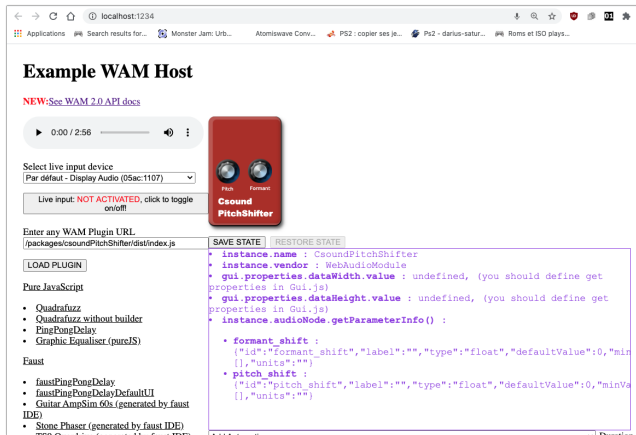 localhost:1234
01
Applications
Search results for...
Monster Jam: Urb...
Atomiswave Conv...
PS2 : copier ses je...
Ps2 - darius-satur...
Roms et ISO plays...
Example WAM Host
NEW:See WAM 2.0 API docs
0:00 / 2:56
Select live input device
Par défaut - Display Audio (05ac:1107)
Live input: NOT ACTIVATED, click to toggle
on/off!
Enter any WAM Plugin URL
/packages/csoundPitchShifter/dist/index.js
LOAD PLUGIN
Pure JavaScript
• Quadrafuzz
• Quadrafuzz without builder
• PingPongDelay
• Graphic Equaliser (pureJS)
Faust
• faustPingPongDelay
• faustPingPongDelayDefaultUI
• Guitar AmpSim 60s (generated by faust
IDE)
• Stone Phaser (generated by faust IDE)
Pitch
Formant
Csound
PitchShifter
SAVE STATE
RESTORE STATE
• instance.name : CsoundPitchShifter
• instance.vendor : WebAudioModule
• gui.properties.dataWidth.value : undefined, (you should define get
properties in Gui.js)
• gui.properties.dataHeight.value : undefined, (you should define get
properties in Gui.js)
• instance.audioNode.getParameterInfo() :
• formant_shift :
{"id":"formant_shift","label":"","type":"float","defaultValue":0,"minVa
[],"units":""}
• pitch_shift :
{"id":"pitch_shift","label":"","type":"float","defaultValue":0,"minValu
[],"units":""}